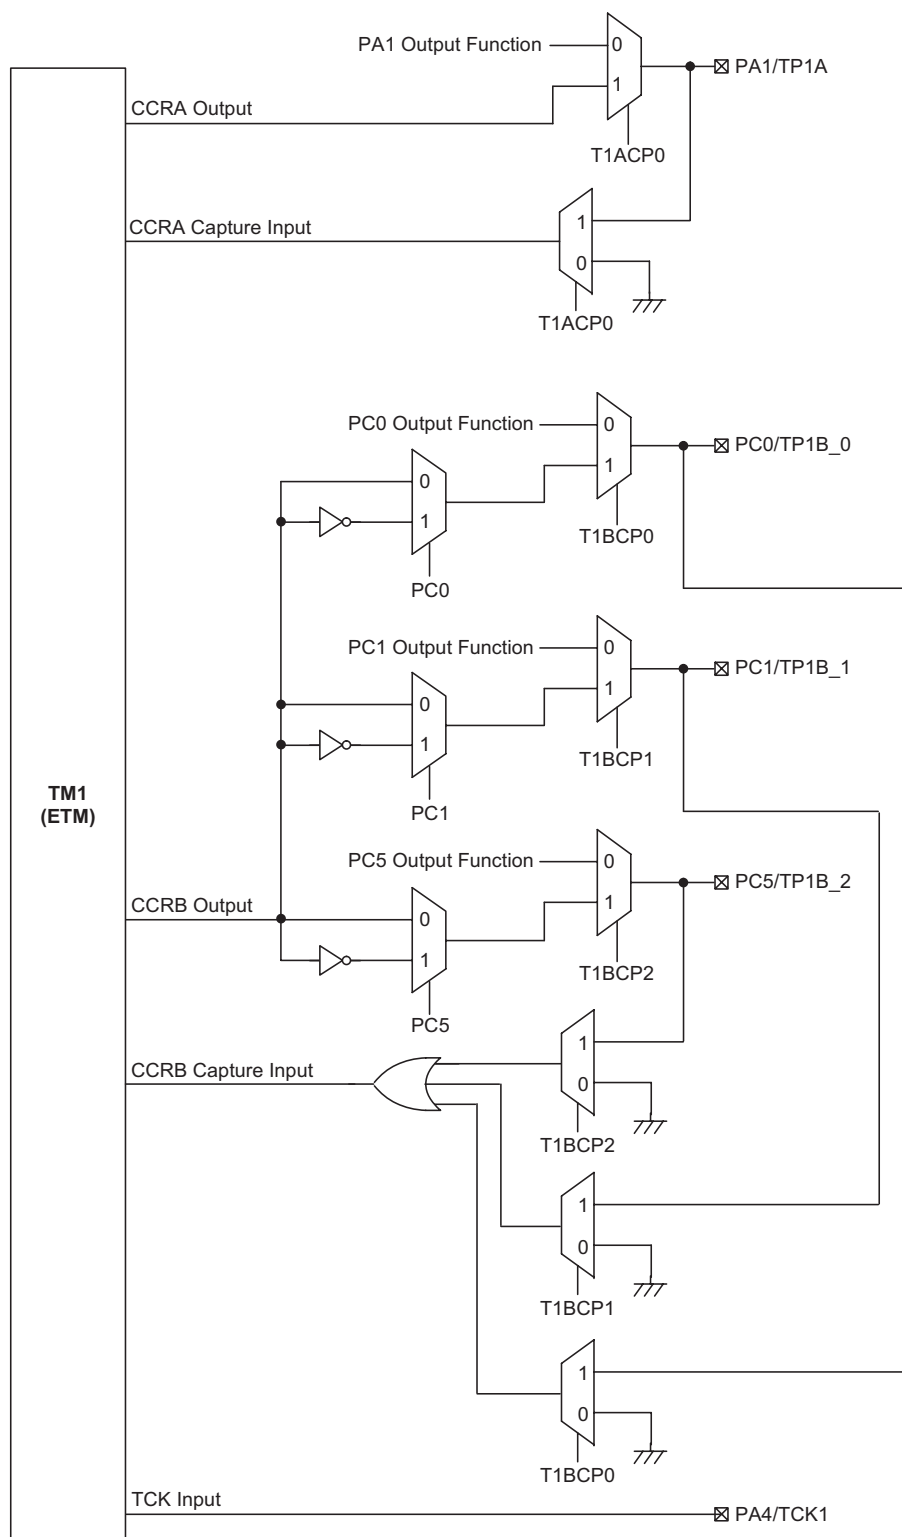 PA1 Output Function
0
1
PA1/TP1A
CCRA Output
T1ACP0
CCRA Capture Input
1
0
T1ACP0
PC0 Output Function
0
1
PC0/TP1B_0
0
1
T1BCP0
PC0
PC1 Output Function
0
1
PC1/TP1B_1
0
1
T1BCP1
PC1
TM1
(ETM)
PC5 Output Function
0
1
PC5/TP1B_2
CCRB Output
0
1
T1BCP2
PC5
CCRB Capture Input
1
0
T1BCP2
1
0
T1BCP1
1
0
T1BCP0
TCK Input
PA4/TCK1